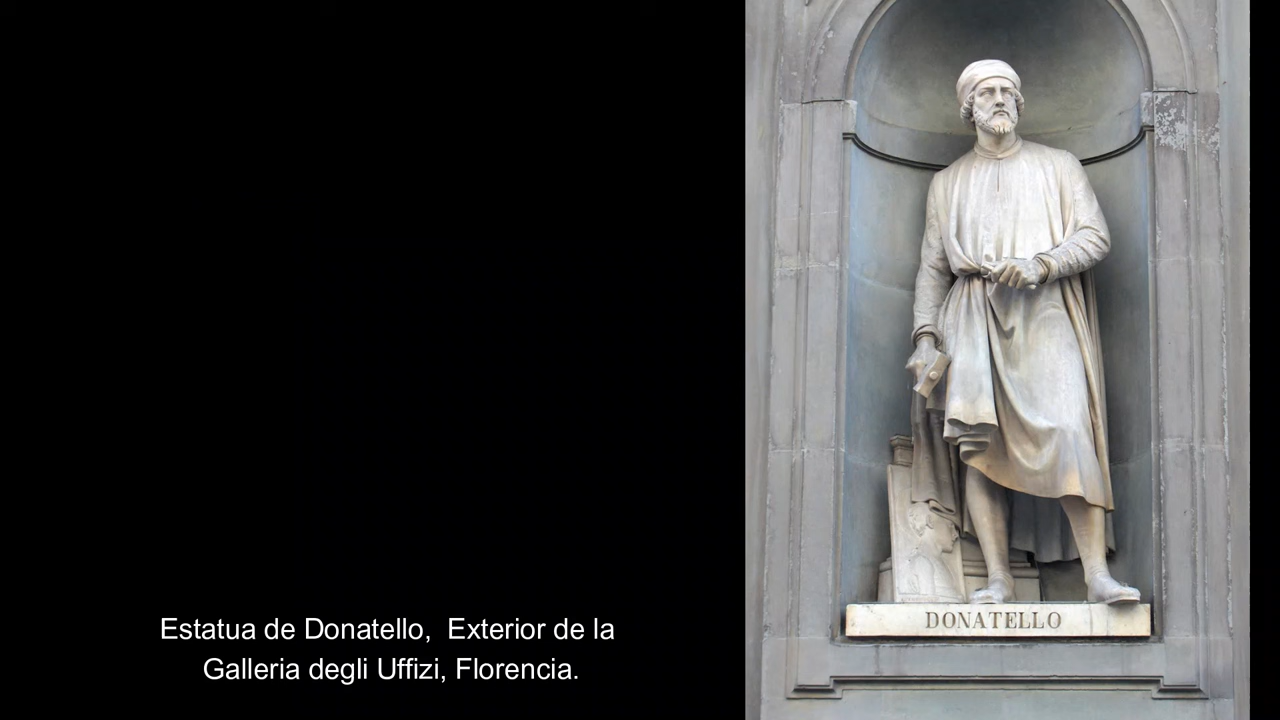 Estatua de Donatello,  Exterior de la
Galleria degli Uffizi, Florencia.
DONATELLO